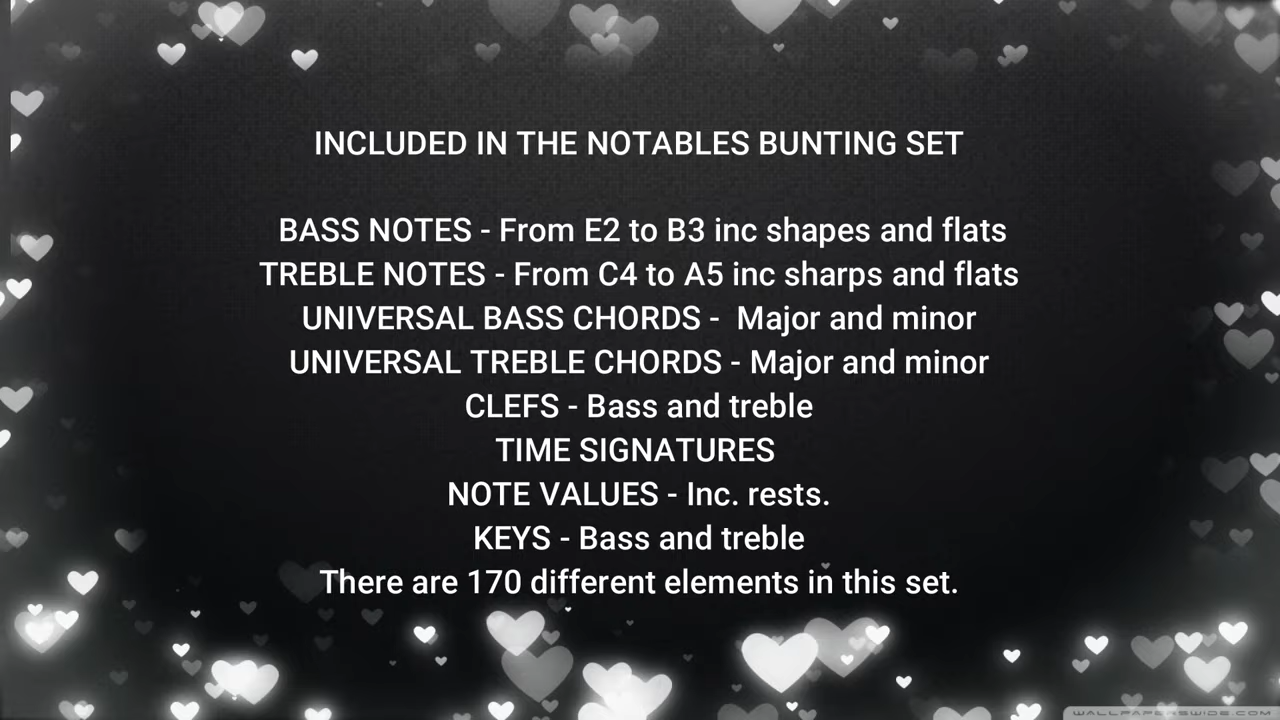 INCLUDED IN THE NOTABLES BUNTING SET
BASS NOTES - From E2 to B3 inc shapes and flats
TREBLE NOTES - From C4 to A5 inc sharps and flats
UNIVERSAL BASS CHORDS -  Major and minor
UNIVERSAL TREBLE CHORDS - Major and minor
CLEFS - Bass and treble
TIME SIGNATURES
NOTE VALUES - Inc. rests.
KEYS - Bass and treble
There are 170 different elements in this set.
WALLPAPERSWIDE.COM